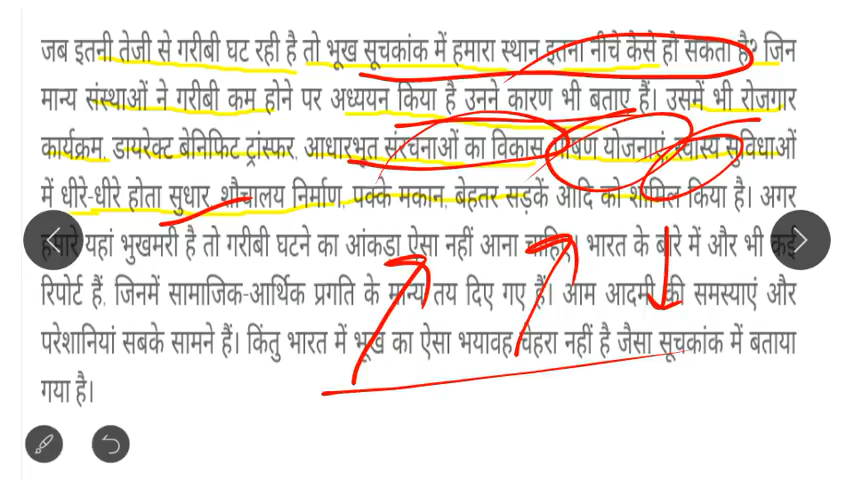 जब इतनी तेजी से गरीबी घट रही है तो भूख सूचकांक में हमारा स्थान इतना नीचे कैसे हो सकता है? जिन
मान्य संस्थाओं ने गरीबी कम होने पर अध्ययन किया है उनने कारण भी बताए हैं। उसमें भी रोजगार
कार्यक्रम, डायरेक्ट बेनिफिट ट्रांस्फर, आधारभूत संरचनाओं का विकास, पोषण योजनाएं, स्वास्थ्य सुविधाओं
में धीरे-धीरे होता सुधार, शौचालय निर्माण, पक्के मकान, बेहतर सड़कें आदि को शामिल किया है। अगर
हमारे यहां भुखमरी है तो गरीबी घटने का आंकड़ा ऐसा नहीं आना चाहिए। भारत के बारे में और भी कई
रिपोर्ट हैं, जिनमें सामाजिक-आर्थिक प्रगति के मान्य तय दिए गए हैं। आम आदमी की समस्याएं और
परेशानियां सबके सामने हैं। किंतु भारत में भूख का ऐसा भयावह चेहरा नहीं है जैसा सूचकांक में बताया
गया है।